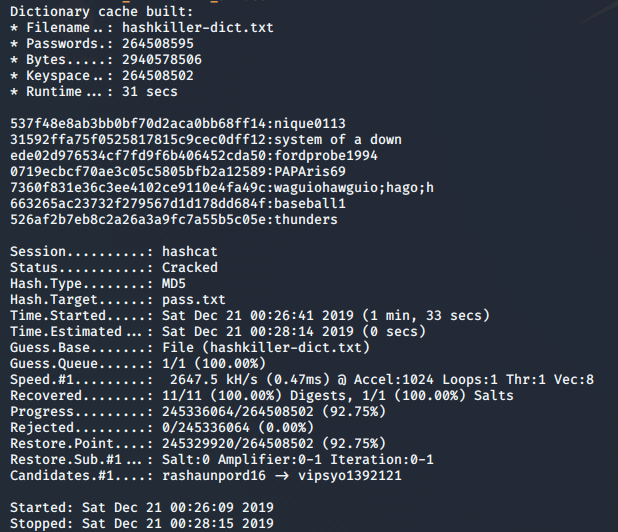 Dictionary cache built:
* Filename..: hashkiller-dict.txt
* Passwords.: 264508595
* Bytes.....: 2940578506
* Keyspace..: 264508502
* Runtime...: 31 secs
537f48e8ab3bb0bf70d2aca0bb68ff14:nique0113
31592ffa75f0525817815c9cec0dff12:system of a down
ede02d976534cf7fd9f6b406452cda50:fordprobe1994
0719ecbcf70ae3c05c5805bfb2a12589:PAPAris69
7360f831e36c3ee4102ce9110e4fa49c:waguiohawguio;hago;h
663265ac23732f279567d1d178dd684f:baseball1
526af2b7eb8c2a26a3a9fc7a55b5c05e:thunders
Session..........: hashcat
Status...........: Cracked
Hash.Type........: MD5
Hash.Target......: pass.txt
Time.Started.....: Sat Dec 21 00:26:41 2019 (1 min, 33 secs)
Time.Estimated...: Sat Dec 21 00:28:14 2019 (0 secs)
Guess.Base.......: File (hashkiller-dict.txt)
Guess.Queue......: 1/1 (100.00%)
Speed.#1.........:  2647.5 kH/s (0.47ms) @ Accel:1024 Loops:1 Thr:1 Vec:8
Recovered........: 11/11 (100.00%) Digests, 1/1 (100.00%) Salts
Progress.........: 245336064/264508502 (92.75%)
Rejected.........: 0/245336064 (0.00%)
Restore.Point....: 245329920/264508502 (92.75%)
Restore.Sub.#1...: Salt:0 Amplifier:0-1 Iteration:0-1
Candidates.#1....: rashaunpord16 -> vipsyo1392121
Started: Sat Dec 21 00:26:09 2019
Stopped: Sat Dec 21 00:28:15 2019